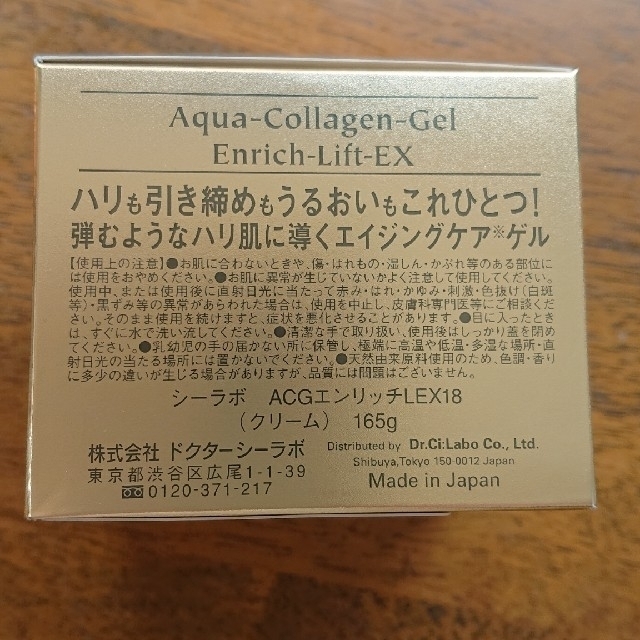 Aqua-Collagen-Gel
Enrich-Lift-EX
ハリも引き締めもうるおいもこれひとつ!
弾むようなハリ肌に導くエイジングケア※ゲル
【使用上の注意】●お肌に合わないときや、傷・はれもの・湿しん・かぶれ等のある部位に
は使用をおやめください。●お肌に異常が生じていないかよく注意して使用してください。
使用中、または使用後に直射日光に当たって赤み・はれ・かゆみ・刺激・色抜け(白斑
等)・黒ずみ等の異常があらわれた場合は、使用を中止し、皮膚科専門医等にご相談くだ
さい。そのまま使用を続けますと、症状を悪化させることがあります。●目に入ったとき
は、すぐに水で洗い流してください。●清潔な手で取り扱い、使用後はしっかり蓋を閉め
てください。●乳幼児の手の届かない所に保管し、極端に高温や低温・多湿な場所・直
射日光の当たる場所には置かないでください。●天然由来原料使用のため、色調・香り
に多少の違いが生じる場合がありますが、品質には問題はございません。
シーラボ ACGエンリッチLEX18
(クリーム) 165g
株式会社 ドクターシーラボ
東京都渋谷区広尾1-1-39
0120-371-217
Distributed by Dr.Ci:Labo Co., Ltd.
Shibuya,Tokyo 150-0012 Japan
Made in Japan